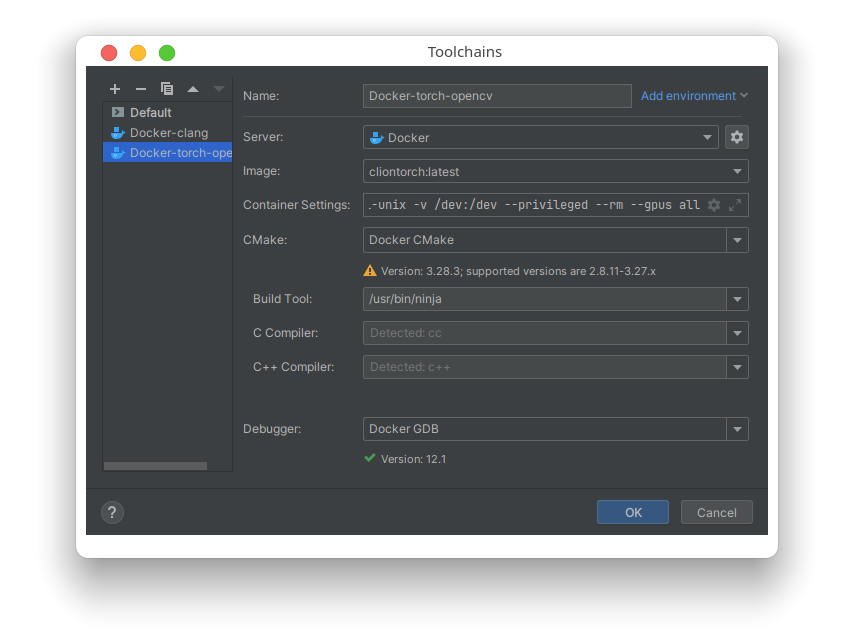 Toolchains
Default
Docker-clang
Docker-torch-ope
Name: Docker-torch-opencv Add environment
Server: Docker
Image: cliontorch:latest
Container Settings: .-unix -v /dev:/dev --privileged --rm --gpus all
CMake: Docker CMake
Version: 3.28.3; supported versions are 2.8.11-3.27.x
Build Tool: /usr/bin/ninja
C Compiler: Detected: cc
C++ Compiler: Detected: c++
Debugger: Docker GDB
Version: 12.1
? OK Cancel